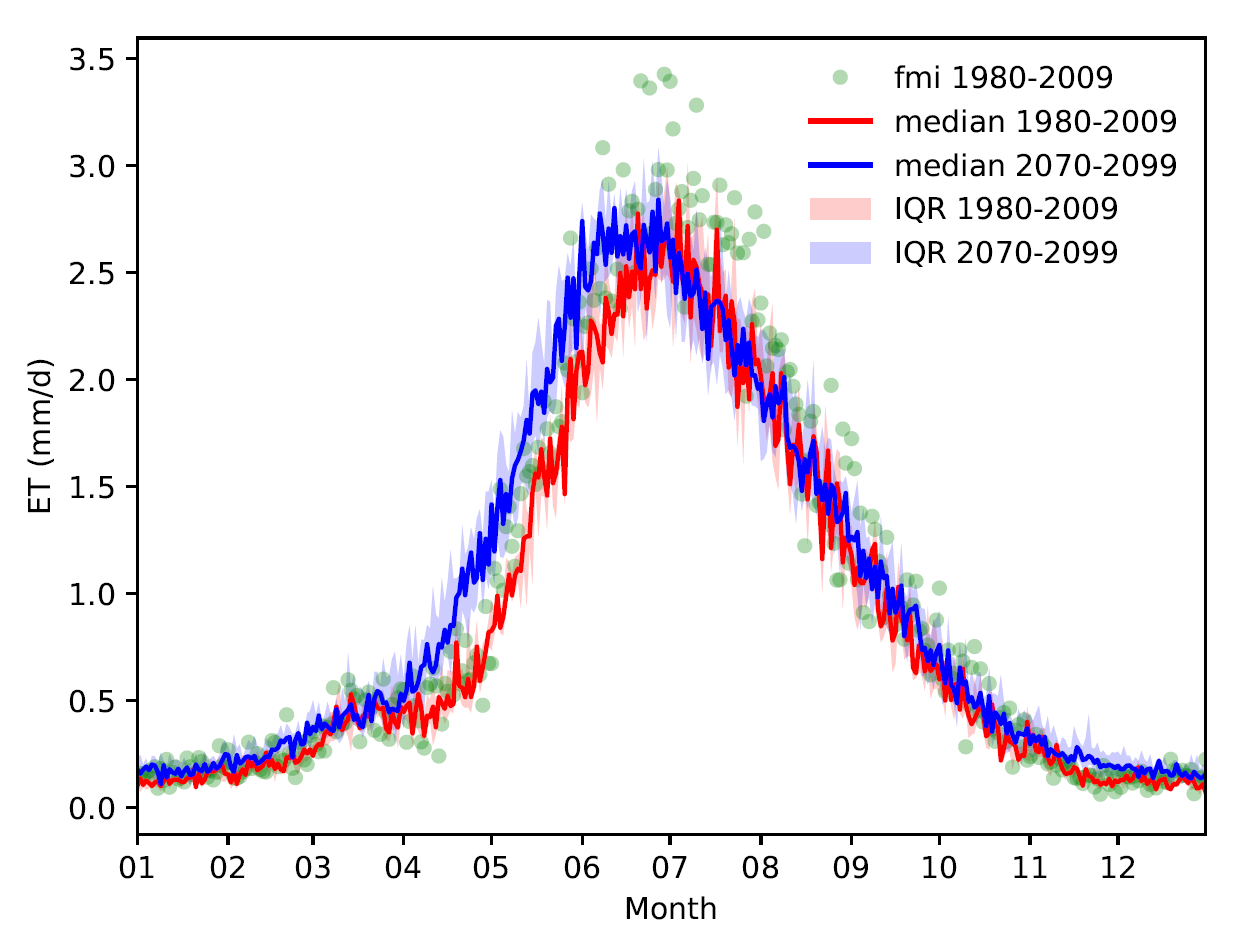 3.5
3.0
2.5
2.0
1.5
1.0
0.5
0.0
ET (mm/d)
fmi 1980-2009
median 1980-2009
median 2070-2099
IQR 1980-2009
IQR 2070-2099
01 02 03 04 05 06 07 08 09 10 11 12
Month